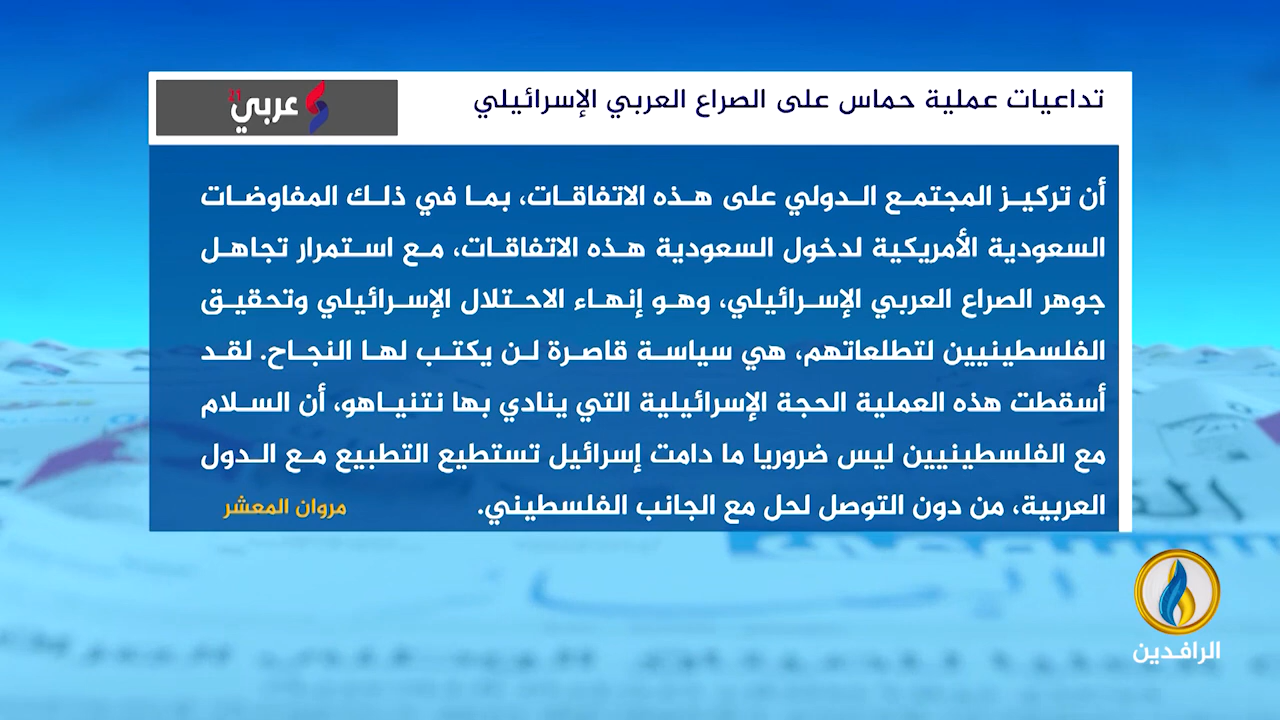 تداعيات عملية حماس على الصراع العربي الإسرائيلي
عربي 21
أن تركيز المجتمع الدولي على هذه الاتفاقات، بما في ذلك المفاوضات
السعودية الأمريكية لدخول السعودية هذه الاتفاقات، مع استمرار تجاهل
جوهر الصراع العربي الإسرائيلي، وهو إنهاء الاحتلال الإسرائيلي وتحقيق
الفلسطينيين لتطلعاتهم، هي سياسة قاصرة لن يكتب لها النجاح. لقد
أسقطت هذه العملية الحجة الإسرائيلية التي ينادي بها نتنياهو، أن السلام
مع الفلسطينيين ليس ضروريا ما دامت إسرائيل تستطيع التطبيع مع الدول
العربية، من دون التوصل لحل مع الجانب الفلسطيني.
مروان المعشر
الرافدين